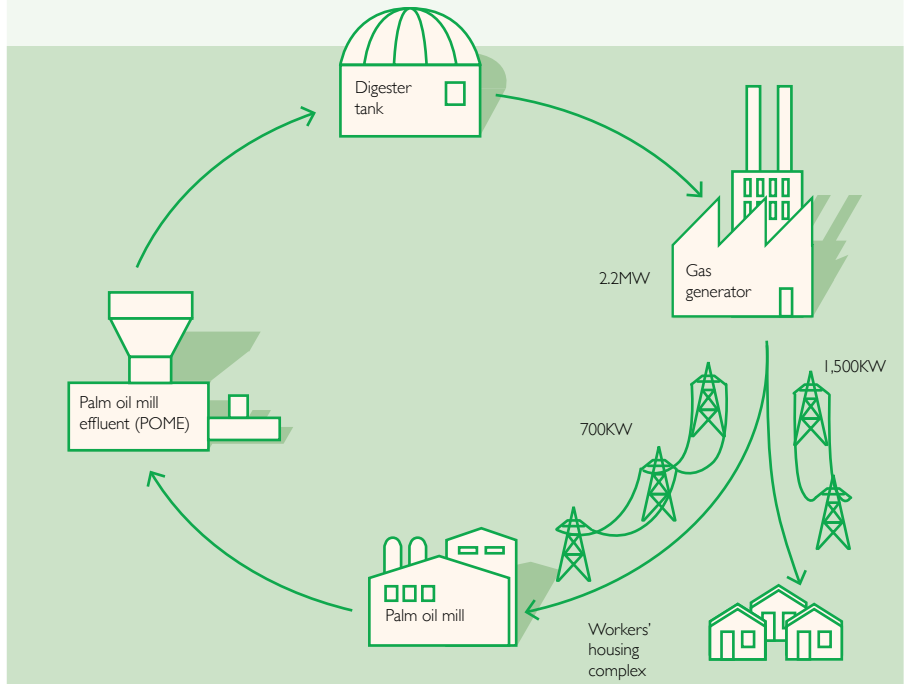 Digester
tank
2.2MW
Gas
generator
1,500KW
700KW
Palm oil mill
effluent (POME)
Palm oil mill
Workers’
housing
complex